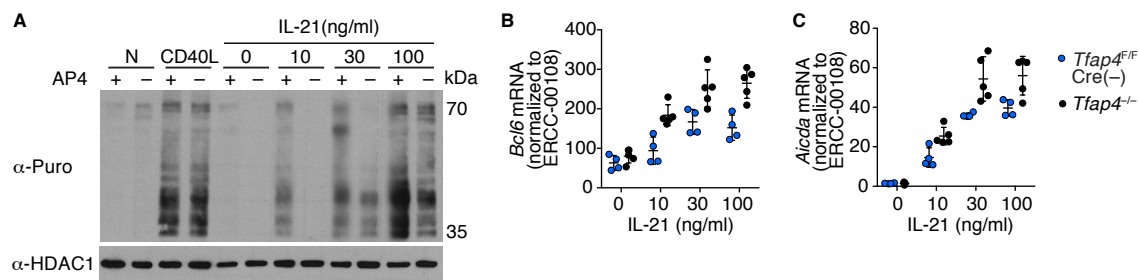 A
IL-21(ng/ml)
N CD40L 0 10 30 100
AP4 + − + − + − + − + − + − kDa
70
α-Puro
35
α-HDAC1
B
400
300
200
100
0
Bcl6 mRNA
(normalized to
ERCC-00108)
0 10 30 100
IL-21 (ng/ml)
C
80
60
40
20
0
Aicda mRNA
(normalized to
ERCC-00108)
0 10 30 100
IL-21 (ng/ml)
Tfap4F/F
Cre(−)
Tfap4−/−